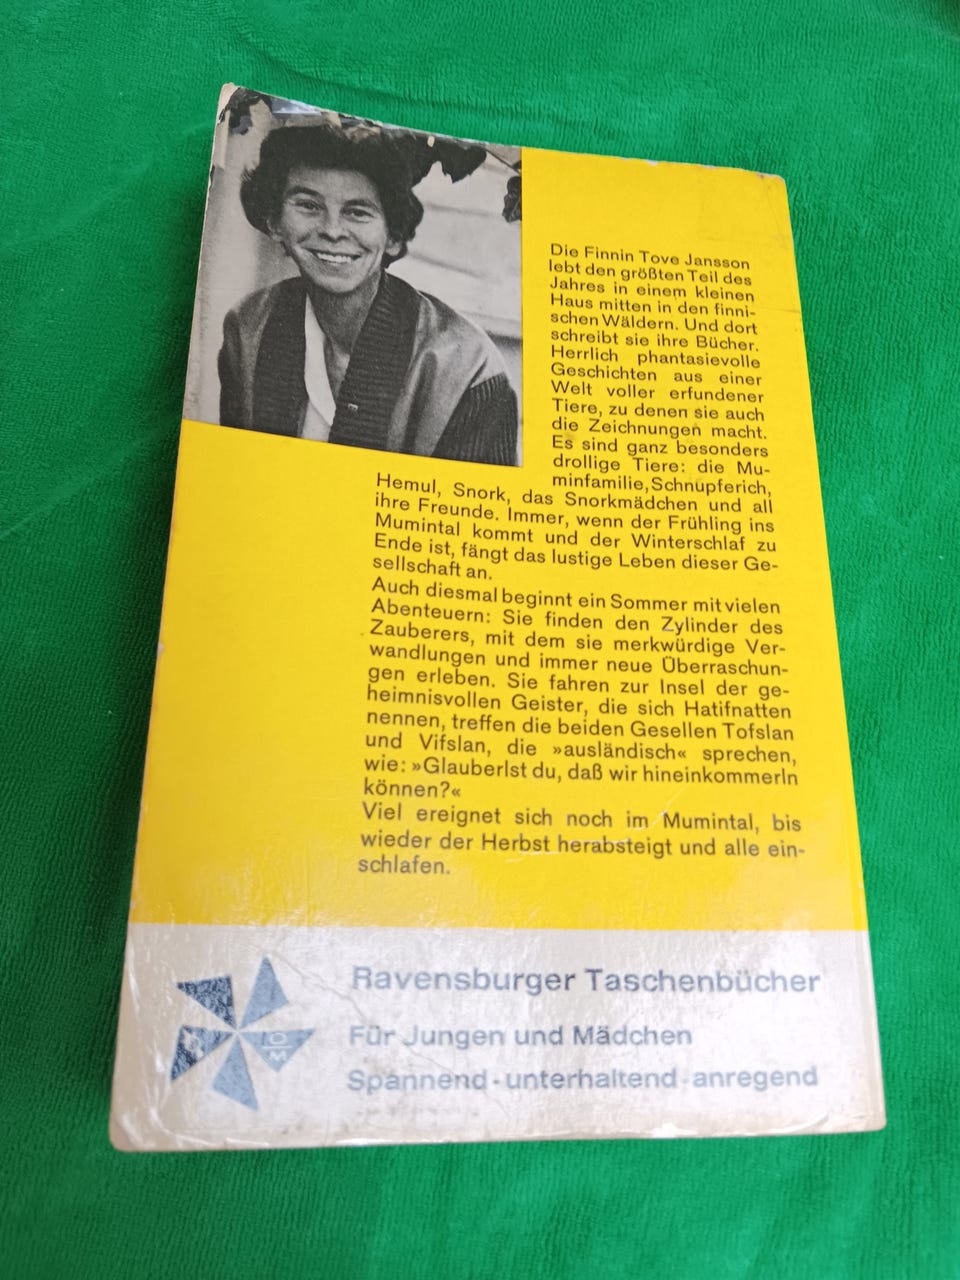 Die Finnin Tove Jansson
lebt den größten Teil des
Jahres in einem kleinen
Haus mitten in den finni-
schen Wäldern. Und dort
schreibt sie ihre Bücher.
Herrlich phantasievolle
Geschichten aus einer
Welt voller erfundener
Tiere, zu denen sie auch
die Zeichnungen macht.
Es sind ganz besonders
drollige Tiere: die Mu-
minfamilie, Schnupferich,
Hemul, Snork, das Snorkmädchen und all
ihre Freunde. Immer, wenn der Frühling ins
Mumintal kommt und der Winterschlaf zu
Ende ist, fängt das lustige Leben dieser Ge-
sellschaft an.
Auch diesmal beginnt ein Sommer mit vielen
Abenteuern: Sie finden den Zylinder des
Zauberers, mit dem sie merkwürdige Ver-
wandlungen und immer neue Überraschun-
gen erleben. Sie fahren zur Insel der ge-
heimnisvollen Geister, die sich Hatifnatten
nennen, treffen die beiden Gesellen Tofslan
und Vifslan, die »ausländisch« sprechen,
wie: »Glauberlst du, daß wir hineinkommerln
können?«
Viel ereignet sich noch im Mumintal, bis
wieder der Herbst herabsteigt und alle ein-
schlafen.
Ravensburger Taschenbücher
Für Jungen und Mädchen
Spannend · unterhaltend · anregend
R
O
M